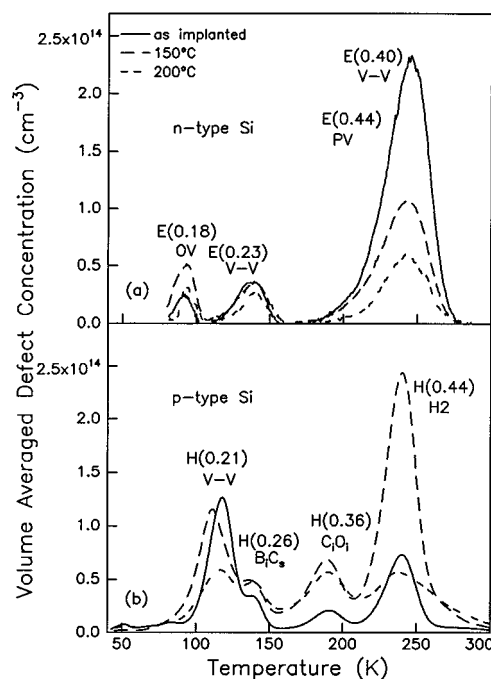 Volume Averaged Defect Concentration (cm⁻³)
as implanted
150°C
200°C
2.5x10¹⁴
2.0
1.5
1.0
0.5
0.0
n-type Si
E(0.18)
OV
E(0.23)
V-V
E(0.40)
V-V
E(0.44)
PV
(a)
2.5x10¹⁴
2.0
1.5
1.0
0.5
0.0
p-type Si
H(0.21)
V-V
H(0.26)
BᵢCₛ
H(0.36)
CᵢOᵢ
H(0.44)
H2
(b)
50 100 150 200 250 300
Temperature (K)